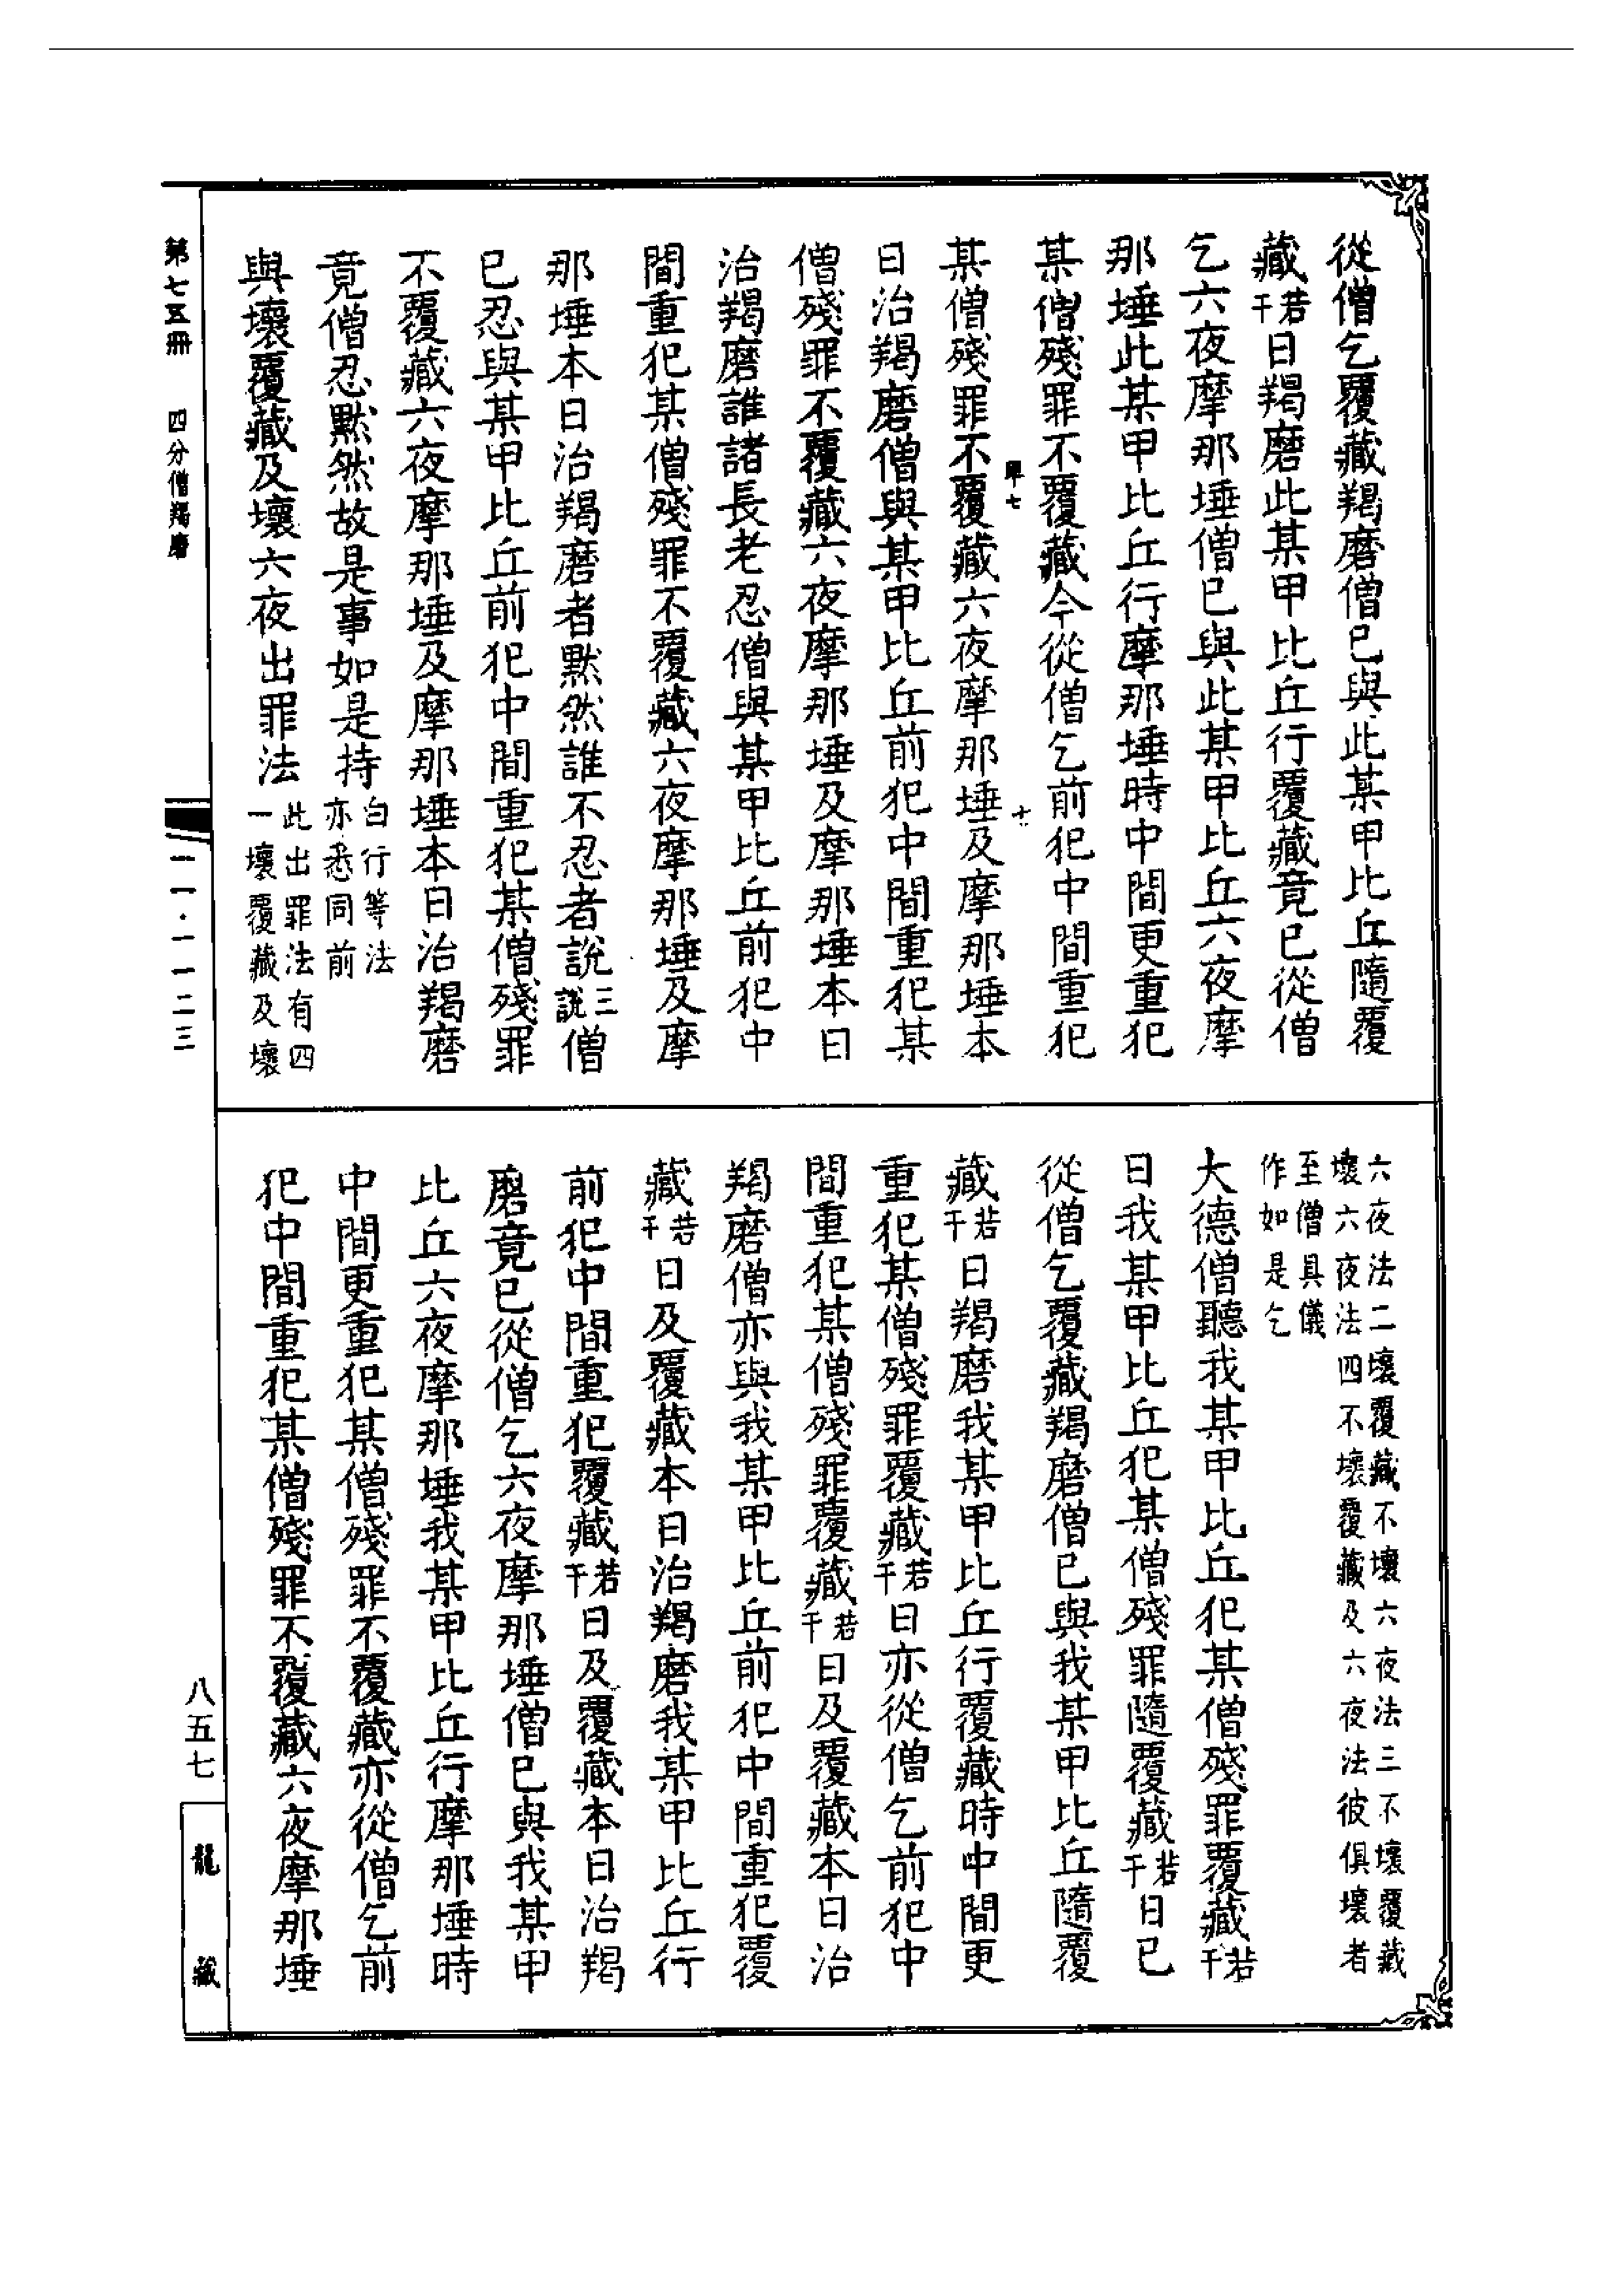 從僧乞覆藏羯磨僧已與此某甲比丘隨覆
藏若干日羯磨此某甲比丘行覆藏竟已從僧
乞六夜摩那埵僧已與此某甲比丘六夜摩
那埵此某甲比丘行摩那埵時中間更重犯
某僧殘罪不覆藏今從僧乞前犯中間重犯
某僧殘罪不覆藏六夜摩那埵及摩那埵本
日治羯磨僧與某甲比丘前犯中間重犯某
僧殘罪不覆藏六夜摩那埵及摩那埵本日
治羯磨誰諸長老忍僧與某甲比丘前犯中
間重犯某僧殘罪不覆藏六夜摩那埵及摩
那埵本日治羯磨者默然誰不忍者說三說僧
已忍與某甲比丘前犯中間重犯某僧殘罪
不覆藏六夜摩那埵及摩那埵本日治羯磨
竟僧忍默然故是事如是持白行等法亦悉同前
與壞覆藏及壞六夜出罪法此出罪法有四一壞覆藏及壞
六夜法二壞覆藏不壞六夜法三不壞覆藏
壞六夜法四不壞覆藏及六夜法彼俱壞者
至僧具儀
作如是乞
大德僧聽我某甲比丘犯某僧殘罪覆藏若干
日我某甲比丘犯某僧殘罪隨覆藏若干日已
從僧乞覆藏羯磨僧已與我某甲比丘隨覆
藏若干日羯磨我某甲比丘行覆藏時中間更
重犯某僧殘罪覆藏若干日亦從僧乞前犯中
間重犯某僧殘罪覆藏若干日及覆藏本日治
羯磨僧亦與我某甲比丘前犯中間重犯覆
藏若干日及覆藏本日治羯磨我某甲比丘行
前犯中間重犯覆藏若干日及覆藏本日治羯
磨竟已從僧乞六夜摩那埵僧已與我某甲
比丘六夜摩那埵我某甲比丘行摩那埵時
中間更重犯某僧殘罪不覆藏亦從僧乞前
犯中間重犯某僧殘罪不覆藏六夜摩那埵
第七五冊 四分僧羯磨
一一·一一二三
八五七
龍藏